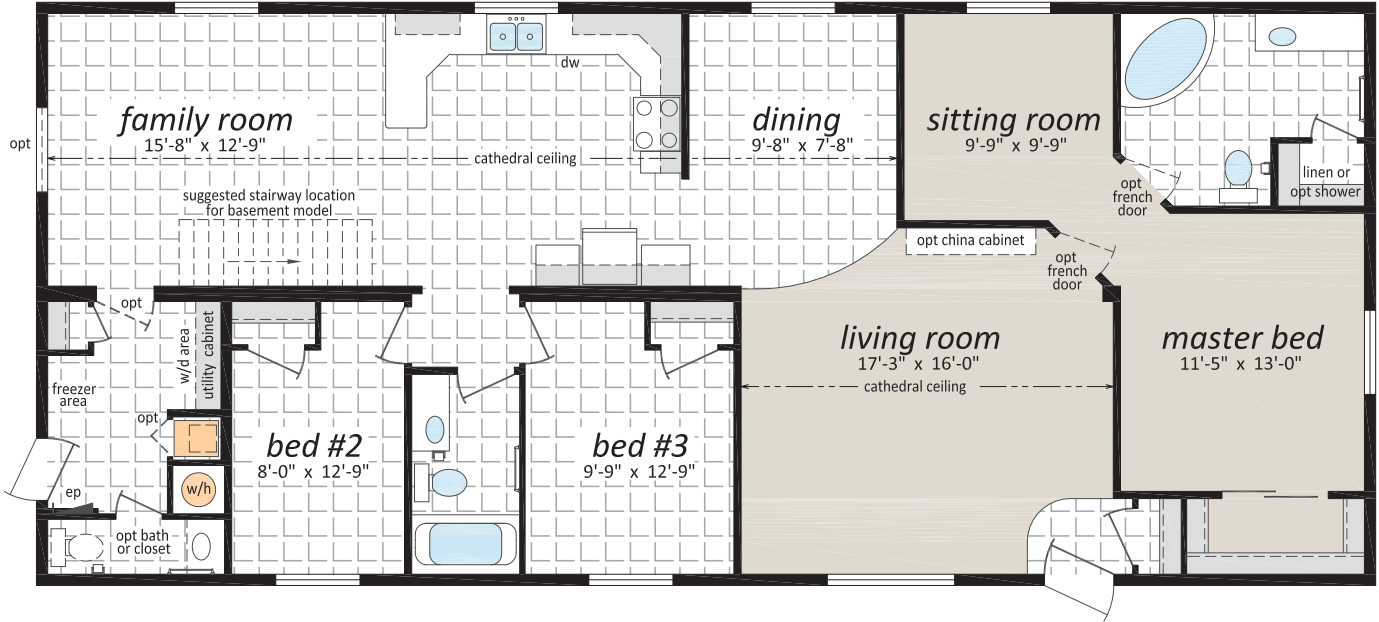 dw
opt
family room
15'-8" x 12'-9"
cathedral ceiling
dining
9'-8" x 7'-8"
sitting room
9'-9" x 9'-9"
opt
french
door
linen or
opt shower
suggested stairway location
for basement model
opt china cabinet
opt
french
door
opt
w/d area
utility cabinet
freezer
area
opt
w/h
ep
opt bath
or closet
bed #2
8'-0" x 12'-9"
bed #3
9'-9" x 12'-9"
living room
17'-3" x 16'-0"
cathedral ceiling
master bed
11'-5" x 13'-0"